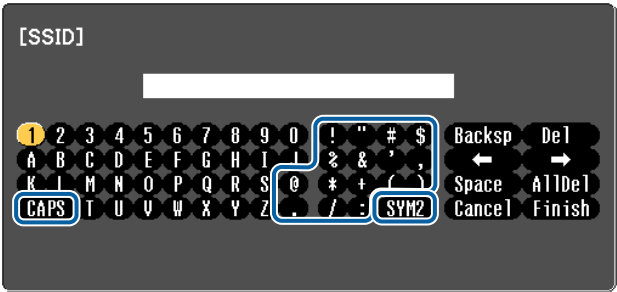 [SSID]
1 2 3 4 5 6 7 8 9 0 ! " # $ Backsp Del
A B C D E F G H I J % & ' , ← →
K L M N O P Q R S @ * + ( ) Space AllDel
CAPS T U V W X Y Z . / : SYM2 Cancel Finish